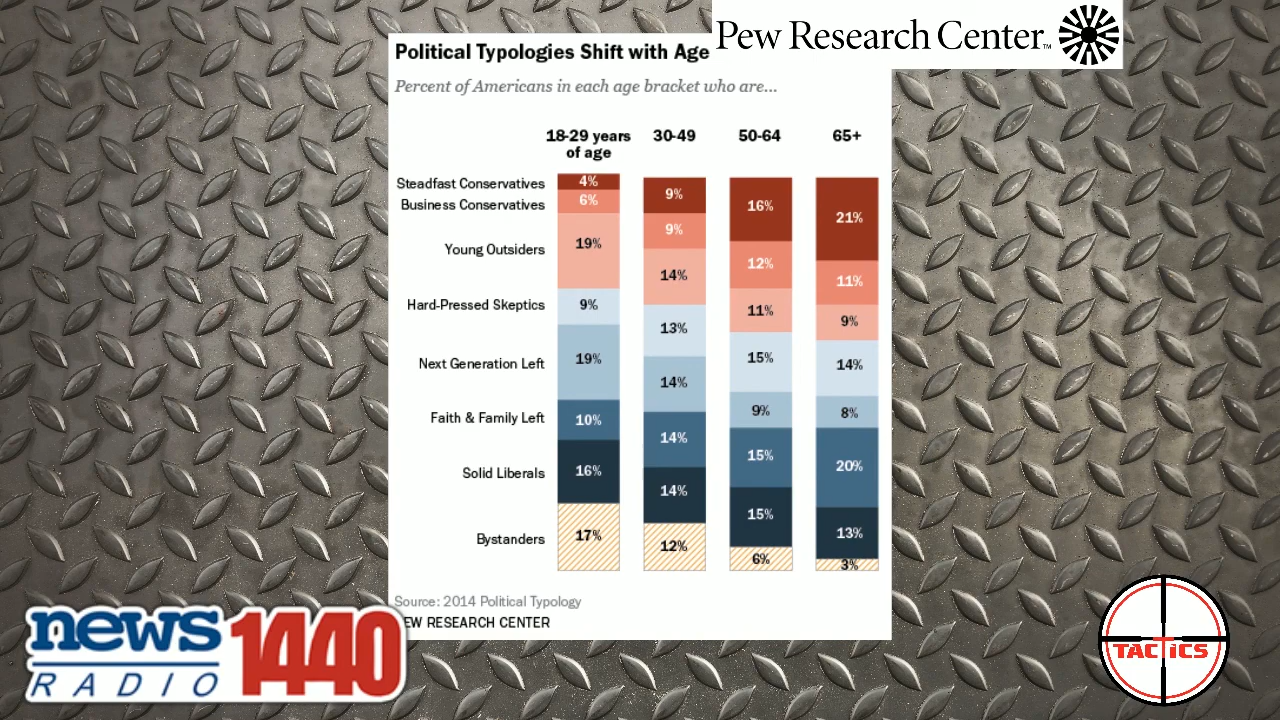 Pew Research Center™
Political Typologies Shift with Age
Percent of Americans in each age bracket who are...
18-29 years of age 30-49 50-64 65+
Steadfast Conservatives 4% 9% 16% 21%
Business Conservatives 6% 9% 12% 11%
Young Outsiders 19% 14% 11% 9%
Hard-Pressed Skeptics 9% 13% 15% 14%
Next Generation Left 19% 14% 9% 8%
Faith & Family Left 10% 14% 15% 20%
Solid Liberals 16% 14% 15% 13%
Bystanders 17% 12% 6% 3%
Source: 2014 Political Typology
EW RESEARCH CENTER
news 1440
RADIO
TACTICS